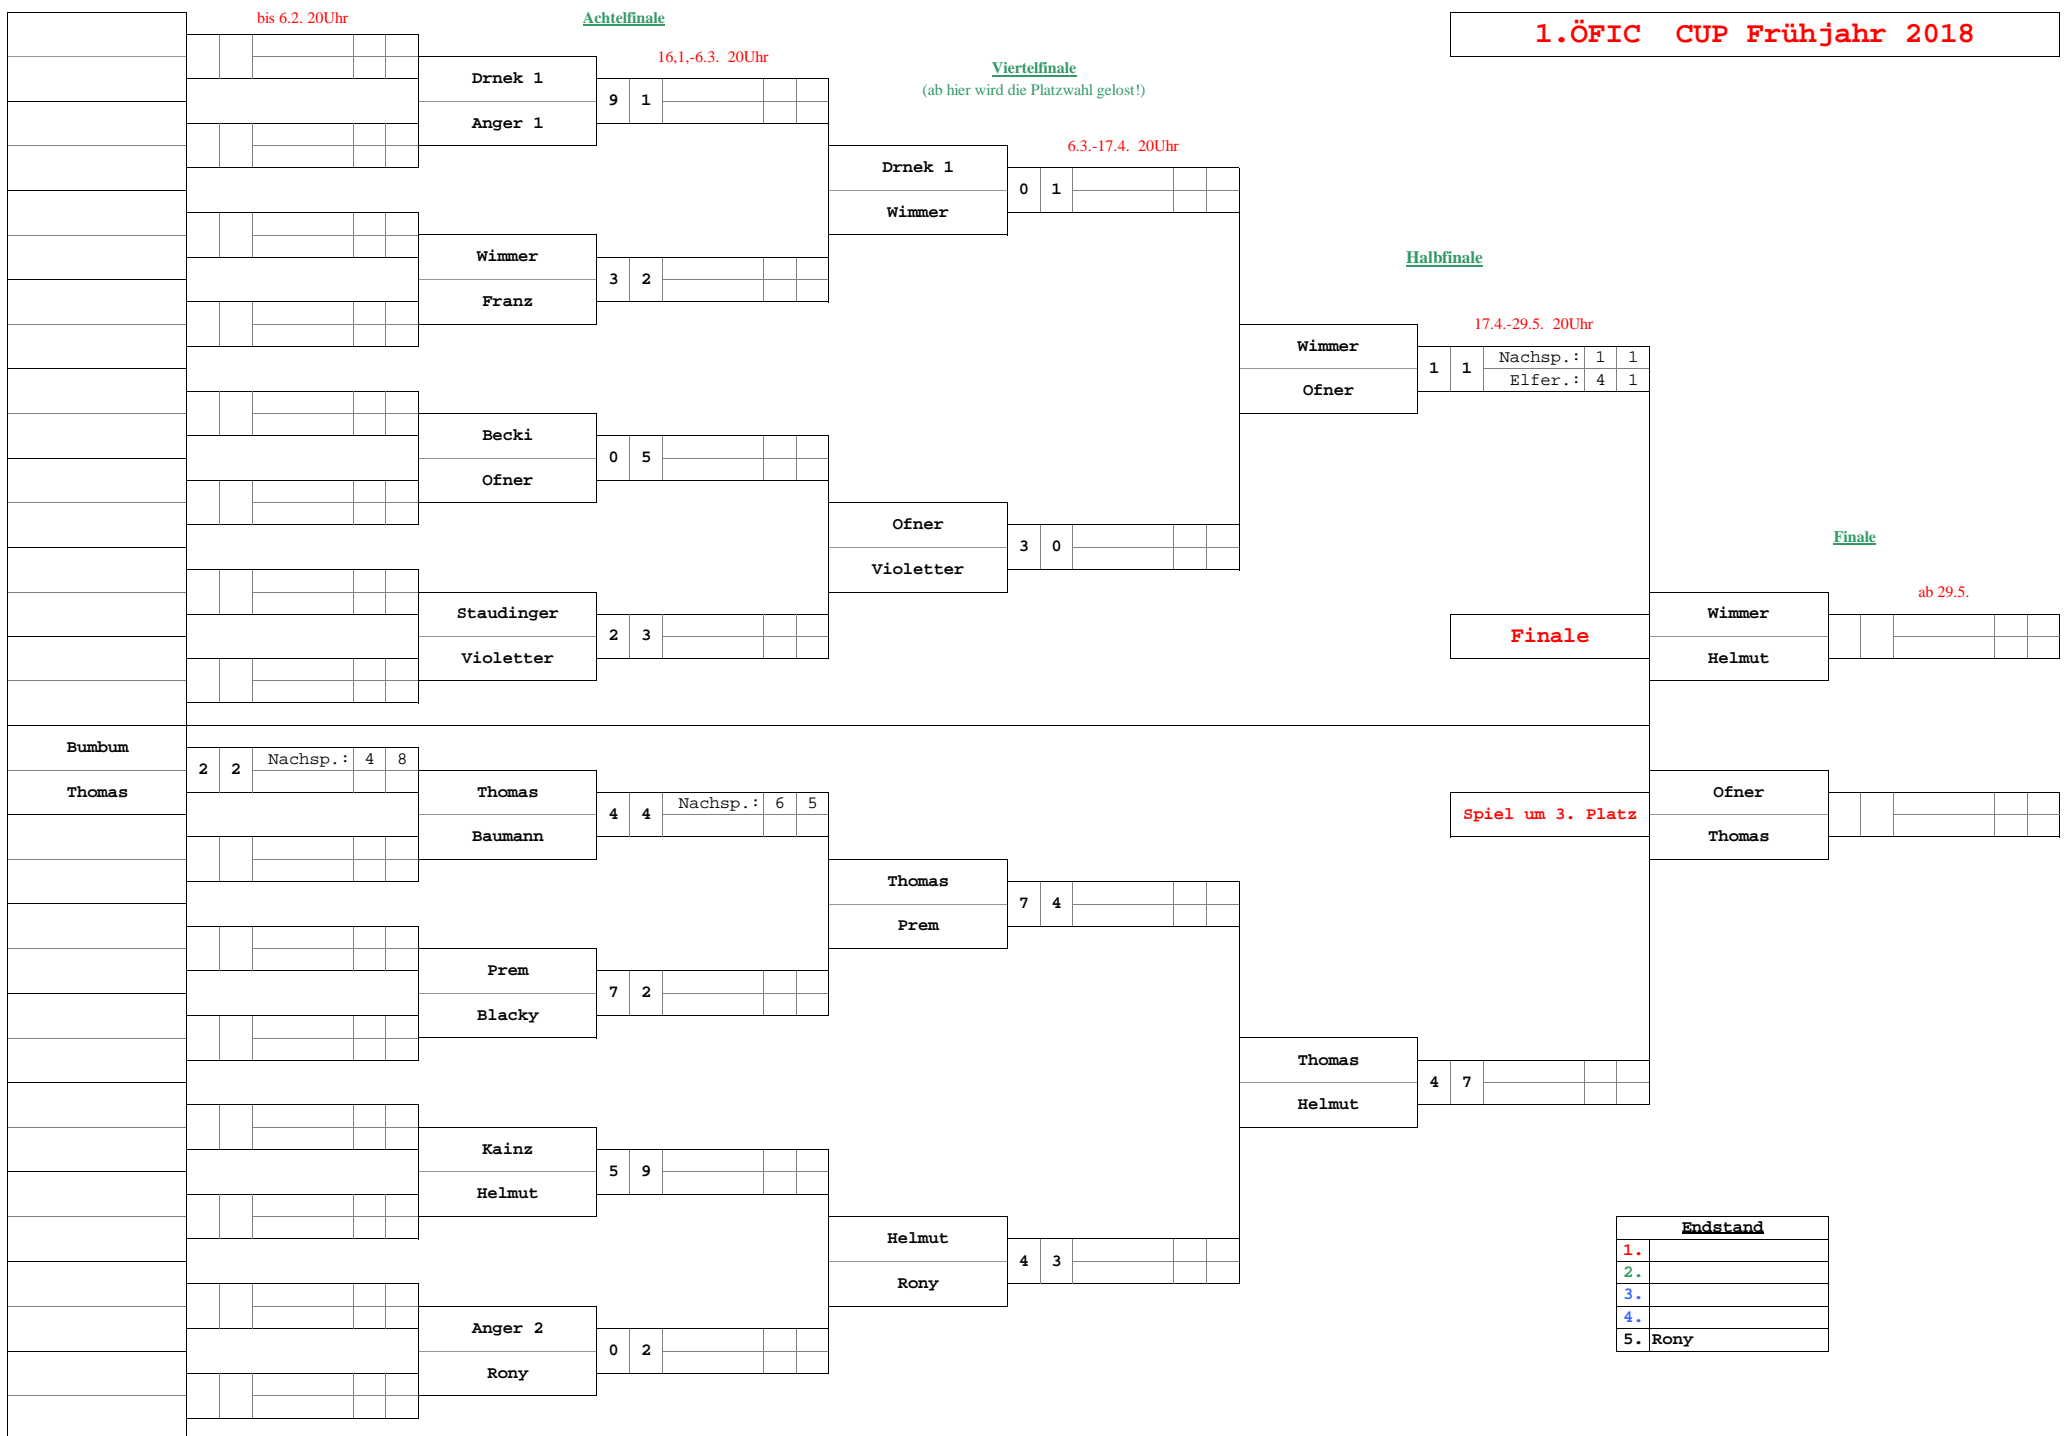 bis 6.2. 20Uhr
Achtelfinale
1.ÖFIC CUP Frühjahr 2018
16,1,-6.3. 20Uhr
Viertelfinale
(ab hier wird die Platzwahl gelost!)
Drnek 1
9 1
Anger 1
6.3.-17.4. 20Uhr
Drnek 1
0 1
Wimmer
Wimmer
3 2
Franz
Halbfinale
17.4.-29.5. 20Uhr
Wimmer
1 1
Nachsp.: 1 1
Elfer.: 4 1
Ofner
Becki
0 5
Ofner
Ofner
3 0
Violetter
Finale
ab 29.5.
Staudinger
2 3
Violetter
Finale
Wimmer
Helmut
Bumbum
2 2
Nachsp.: 4 8
Thomas
Thomas
4 4
Nachsp.: 6 5
Baumann
Spiel um 3. Platz
Ofner
Thomas
Thomas
7 4
Prem
Prem
7 2
Blacky
Thomas
4 7
Helmut
Kainz
5 9
Helmut
Helmut
4 3
Rony
Anger 2
0 2
Rony
Endstand
1.
2.
3.
4.
5. Rony